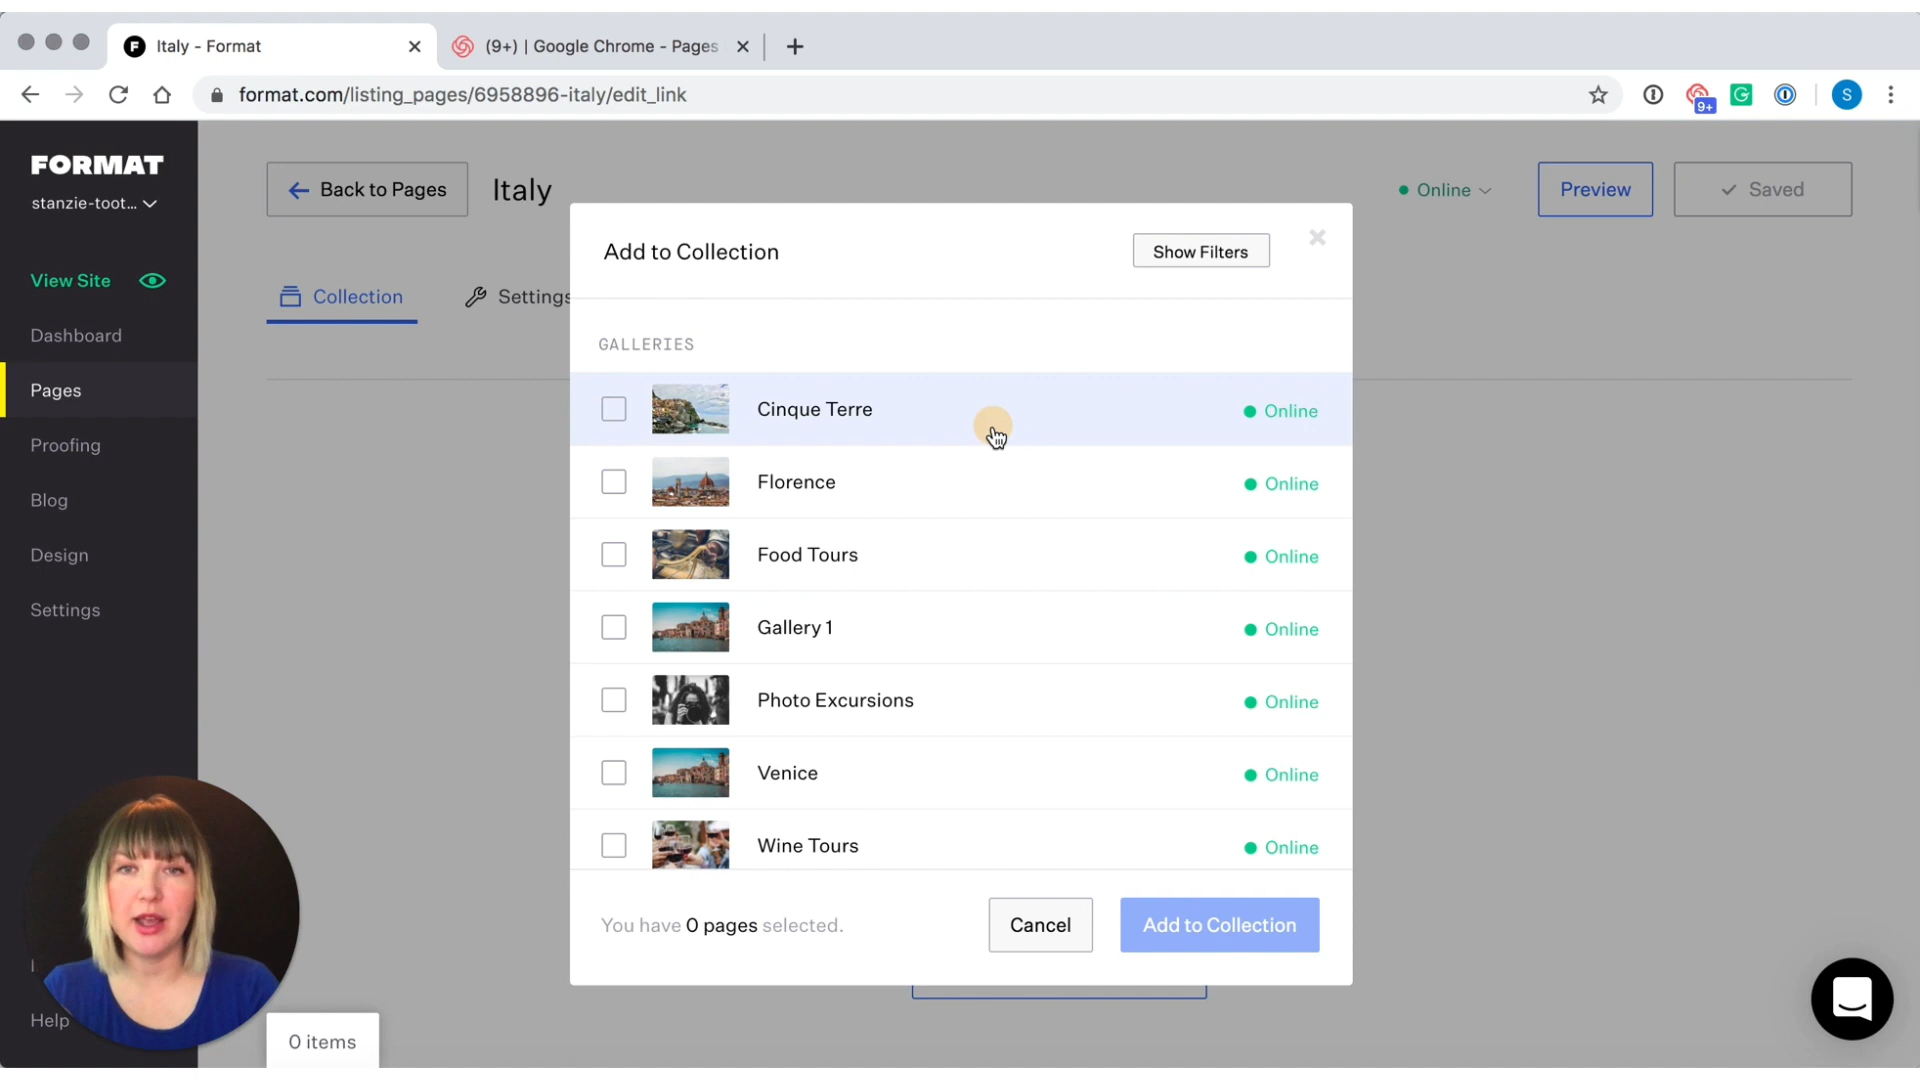 Italy - Format
(9+) | Google Chrome - Pages
format.com/listing_pages/6958896-italy/edit_link
9+
S
FORMAT
stanzie-toot...
View Site
Dashboard
Pages
Proofing
Blog
Design
Settings
Help
Back to Pages
Italy
Online
Preview
Saved
Collection
Settings
Add to Collection
Show Filters
GALLERIES
Cinque Terre
Online
Florence
Online
Food Tours
Online
Gallery 1
Online
Photo Excursions
Online
Venice
Online
Wine Tours
Online
You have 0 pages selected.
Cancel
Add to Collection
0 items